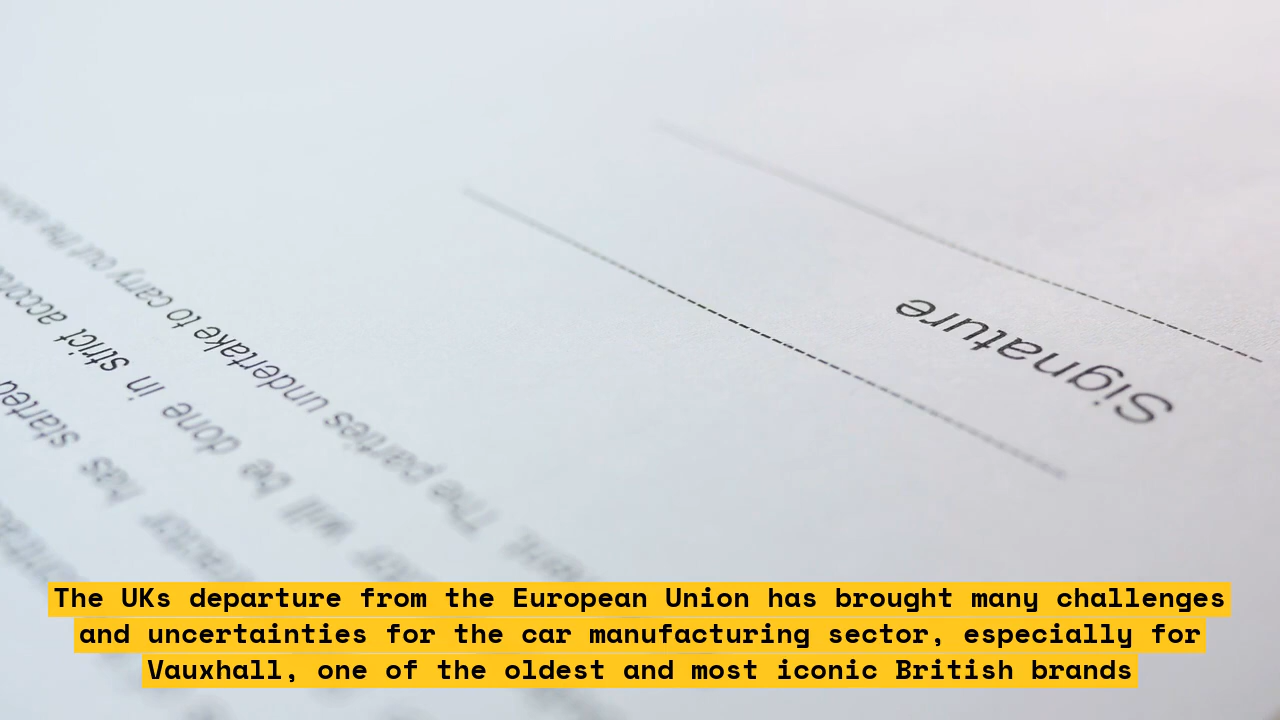 Signature
The parties undertake to carry out the
will be done in strict
has started
The UKs departure from the European Union has brought many challenges
and uncertainties for the car manufacturing sector, especially for
Vauxhall, one of the oldest and most iconic British brands